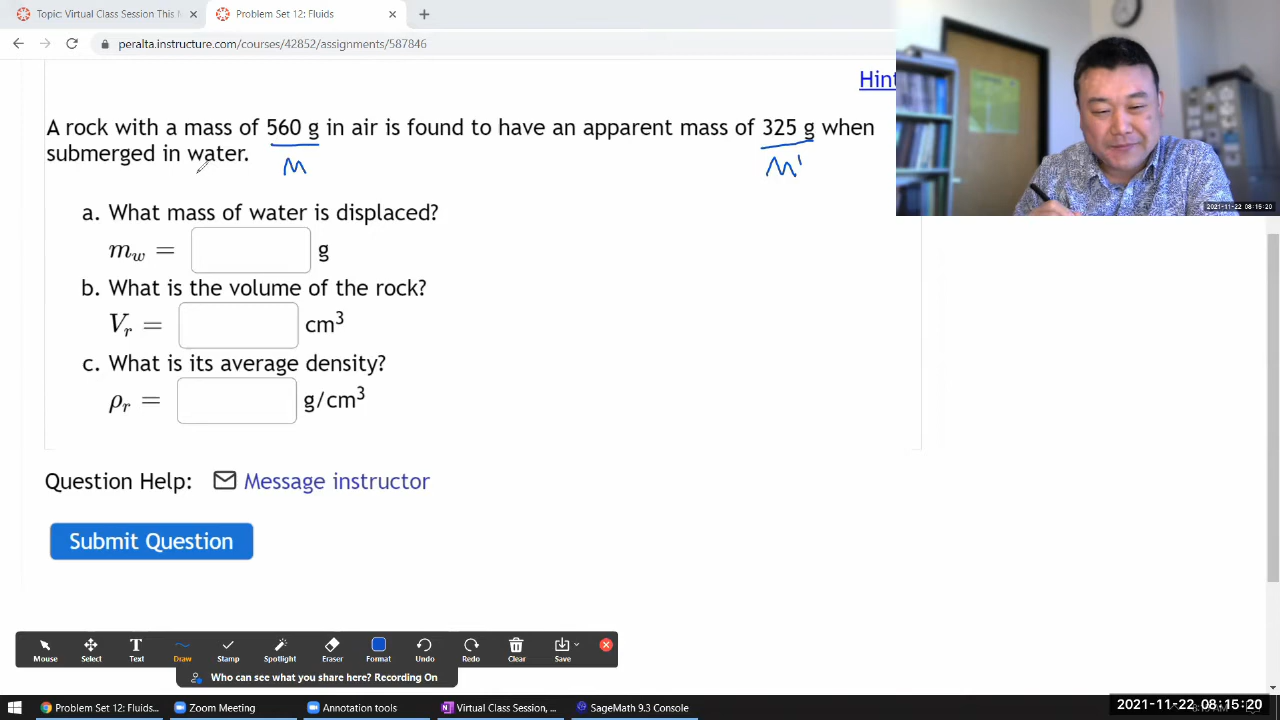 Topic: Virtual Class Session This
Problem Set 12: Fluids
peralta.instructure.com/courses/42852/assignments/587846
Hint
A rock with a mass of 560 g in air is found to have an apparent mass of 325 g when
submerged in water.
M
M'
a. What mass of water is displaced?
m_w = g
b. What is the volume of the rock?
V_r = cm³
c. What is its average density?
ρ_r = g/cm³
Question Help: Message instructor
Submit Question
Mouse Select Text Draw Stamp Spotlight Eraser Format Undo Redo Clear Save
Who can see what you share here? Recording On
Problem Set 12: Fluids...
Zoom Meeting
Annotation tools
Virtual Class Session, ...
SageMath 9.3 Console
2021-11-22 08:15:20
2021-11-22 08:15:20